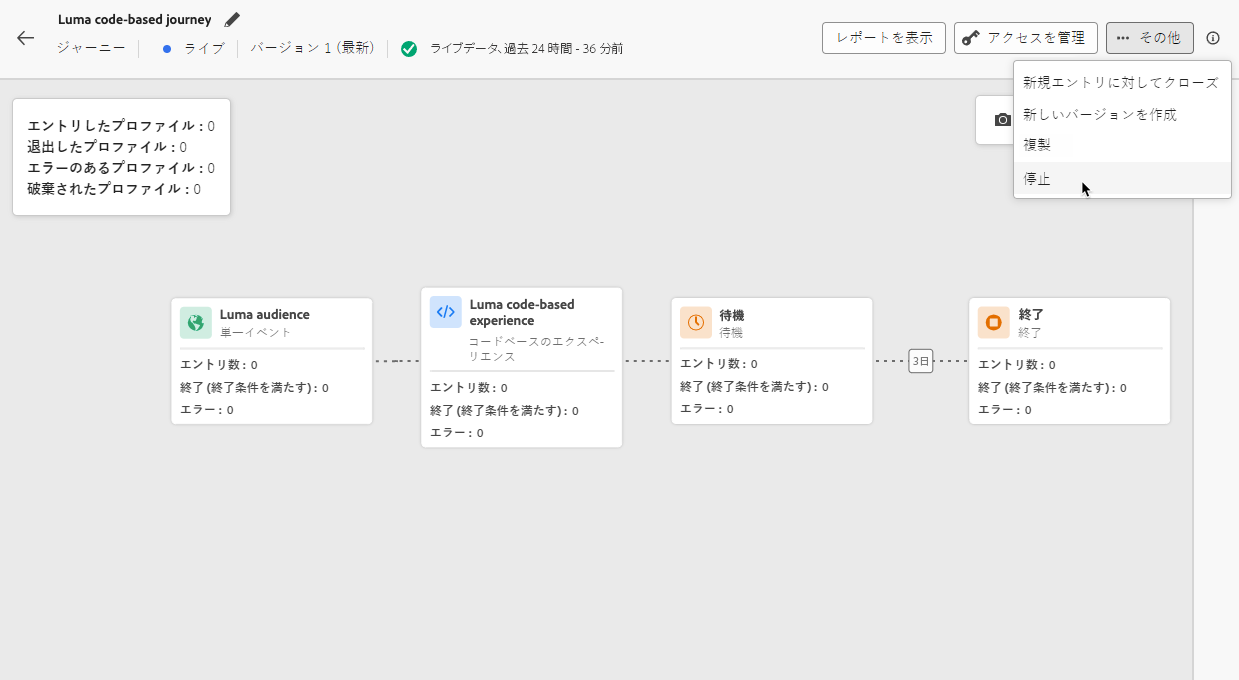 Luma code-based journey
ジャーニー
ライブ
バージョン 1 (最新)
ライブデータ、過去 24 時間 - 36 分前
レポートを表示
アクセスを管理
その他
新規エントリに対してクローズ
新しいバージョンを作成
複製
停止
エントリしたプロファイル : 0
退出したプロファイル : 0
エラーのあるプロファイル : 0
破棄されたプロファイル : 0
Luma audience
単一イベント
エントリ数 : 0
終了 (終了条件を満たす) : 0
エラー : 0
Luma code-based
experience
コードベースのエクスペ-
リエンス
エントリ数 : 0
終了 (終了条件を満たす) : 0
エラー : 0
待機
待機
エントリ数 : 0
終了 (終了条件を満たす) : 0
エラー : 0
3日
終了
終了
エントリ数 : 0
終了 (終了条件を満たす) : 0
エラー : 0